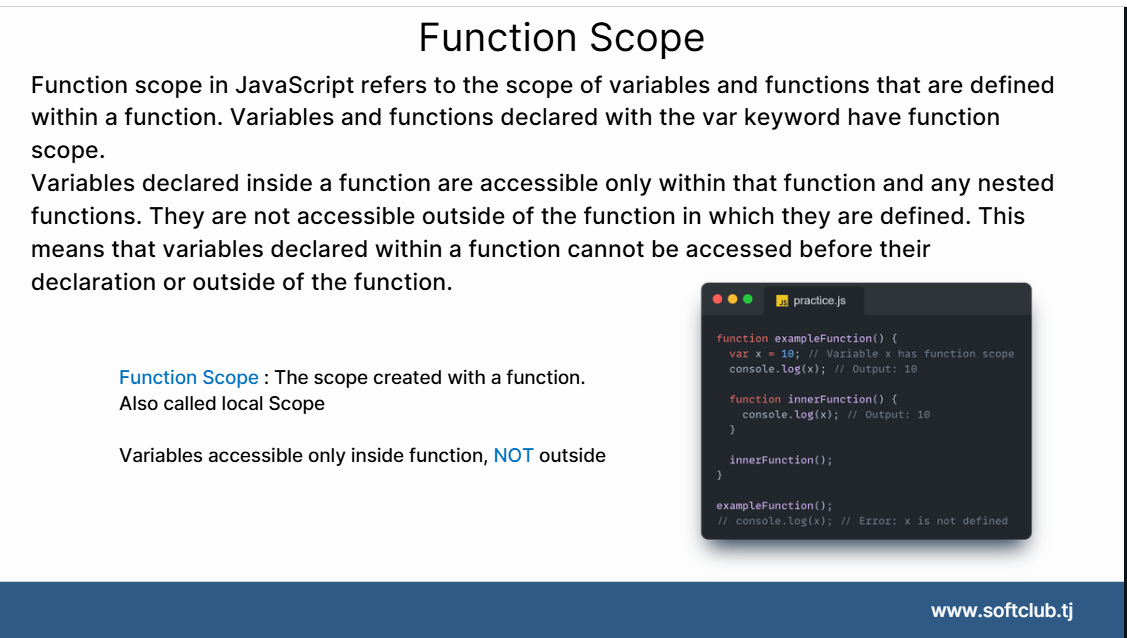 Function Scope
Function scope in JavaScript refers to the scope of variables and functions that are defined
within a function. Variables and functions declared with the var keyword have function
scope.
Variables declared inside a function are accessible only within that function and any nested
functions. They are not accessible outside of the function in which they are defined. This
means that variables declared within a function cannot be accessed before their
declaration or outside of the function.
Function Scope : The scope created with a function.
Also called local Scope
Variables accessible only inside function, NOT outside
JS practice.js
function exampleFunction() {
  var x = 10; // Variable x has function scope
  console.log(x); // Output: 10
  function innerFunction() {
    console.log(x); // Output: 10
  }
  innerFunction();
}
exampleFunction();
// console.log(x); // Error: x is not defined
www.softclub.tj